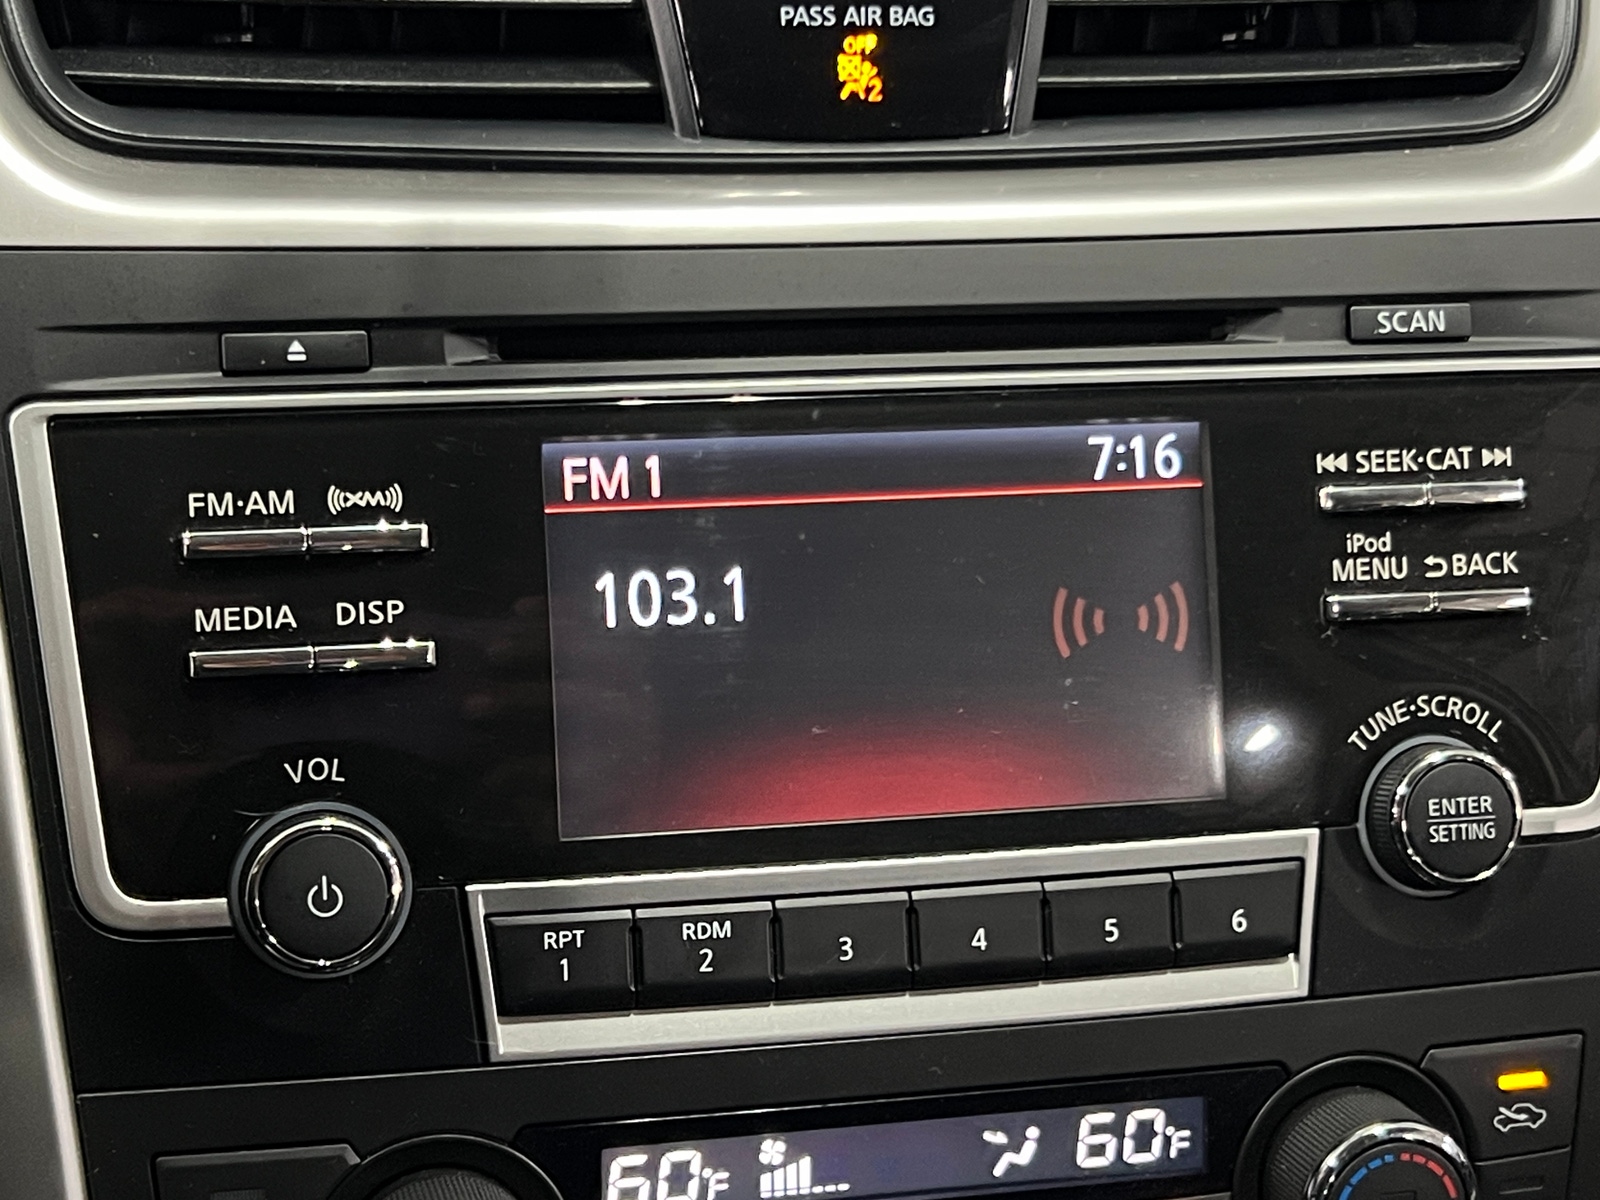 PASS AIR BAG
OFF
2
SCAN
FM 1 7:16
103.1
FM·AM (((XM)))
MEDIA DISP
VOL
SEEK·CAT
iPod
MENU BACK
TUNE·SCROLL
ENTER
SETTING
RPT
1
RDM
2
3
4
5
6
60°F
60°F